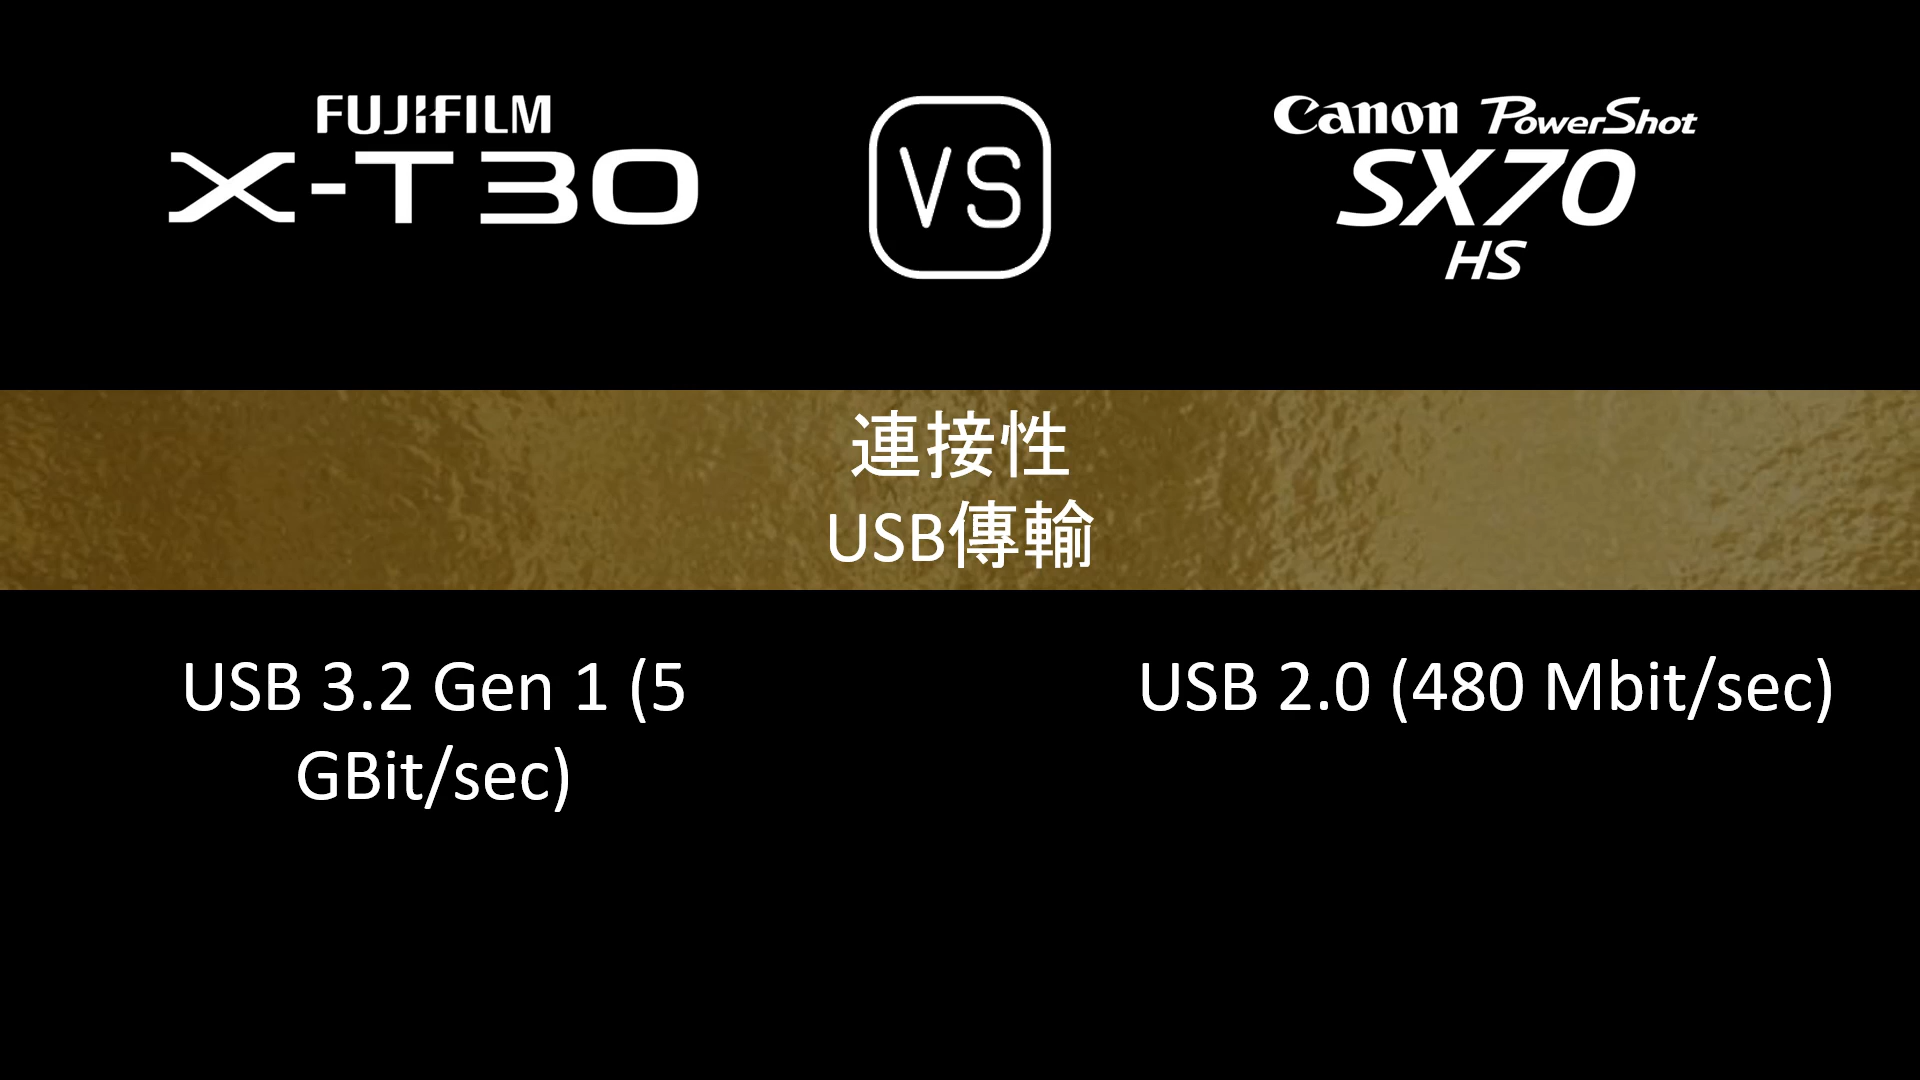 FUJIFILM
X-T30
VS
Canon PowerShot
SX70
HS
連接性
USB傳輸
USB 3.2 Gen 1 (5
GBit/sec)
USB 2.0 (480 Mbit/sec)